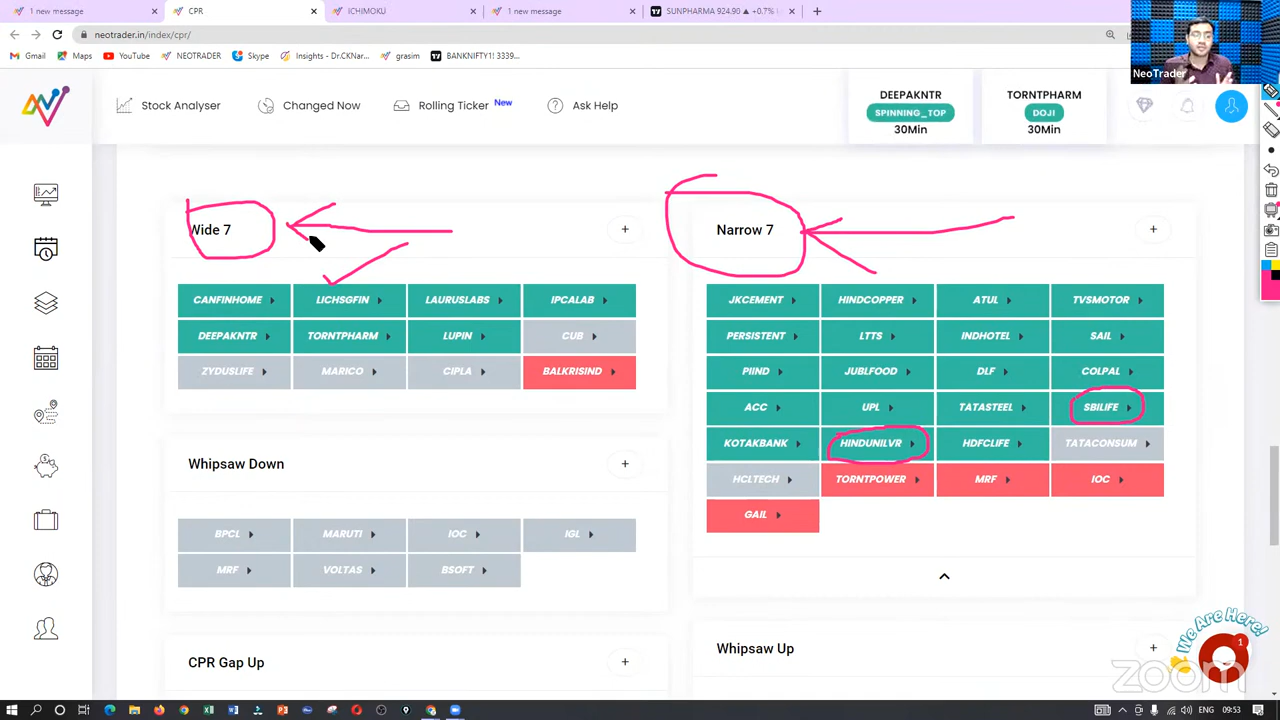 1 new message
CPR
ICHIMOKU
1 new message
SUNPHARMA 924.90 ▲ +0.7%
neotrader.in/index/cpr/
Gmail
Maps
YouTube
NEOTRADER
Skype
Insights - Dr.CKNar...
grasim
NeoTrader
Stock Analyser
Changed Now
Rolling Ticker New
Ask Help
DEEPAKNTR
SPINNING_TOP
30Min
TORNTPHARM
DOJI
30Min
Wide 7
CANFINHOME LICHSGFIN LAURUSLABS IPCALAB
DEEPAKNTR TORNTPHARM LUPIN CUB
ZYDUSLIFE MARICO CIPLA BALKRISIND
Narrow 7
JKCEMENT HINDCOPPER ATUL TVSMOTOR
PERSISTENT LTTS INDHOTEL SAIL
PIIND JUBLFOOD DLF COLPAL
ACC UPL TATASTEEL SBILIFE
KOTAKBANK HINDUNILVR HDFCLIFE TATACONSUM
HCLTECH TORNTPOWER MRF IOC
GAIL
Whipsaw Down
BPCL MARUTI IOC IGL
MRF VOLTAS BSOFT
CPR Gap Up
Whipsaw Up
We Are Here!
1
zoom
ENG
09:53